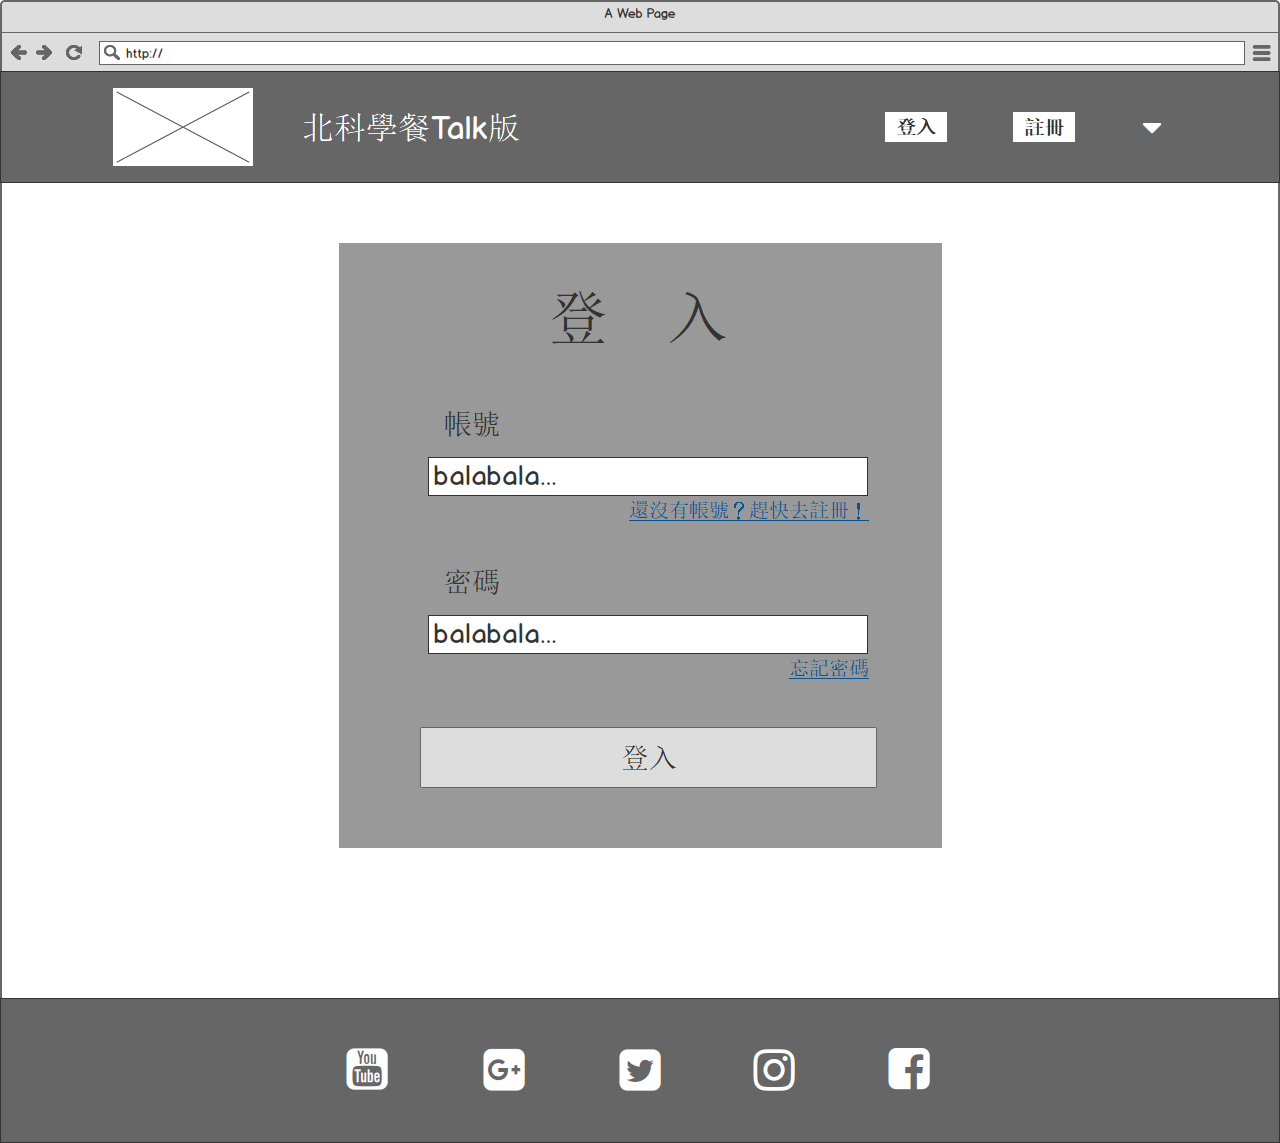 A Web Page
http://
北科學餐Talk版
登入
註冊
登 入
帳號
balabala...
還沒有帳號？趕快去註冊！
密碼
balabala...
忘記密碼
登入
You
Tube
G+